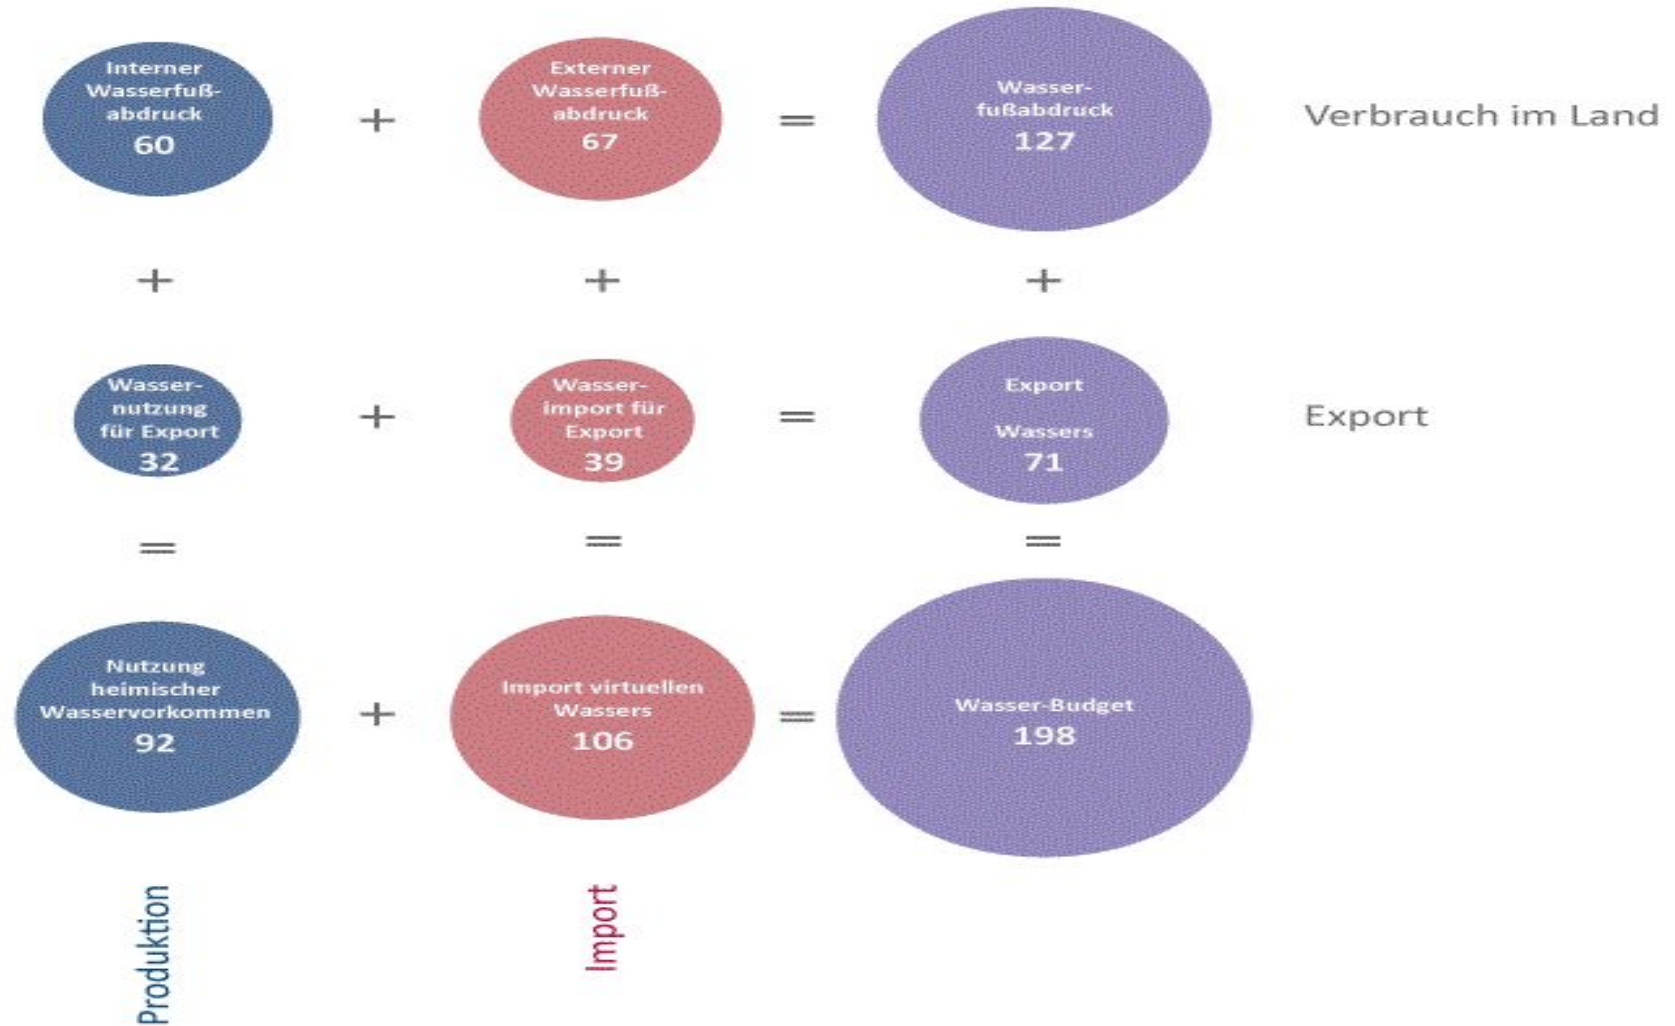 Interner
Wasserfuß-
abdruck
60
+
Externer
Wasserfuß-
abdruck
67
=
Wasser-
fußabdruck
127
Verbrauch im Land
+
+
+
Wasser-
nutzung
für Export
32
+
Wasser-
import für
Export
39
=
Export
Wassers
71
Export
=
=
=
Nutzung
heimischer
Wasservorkommen
92
+
Import virtuellen
Wassers
106
=
Wasser-Budget
198
Produktion
Import